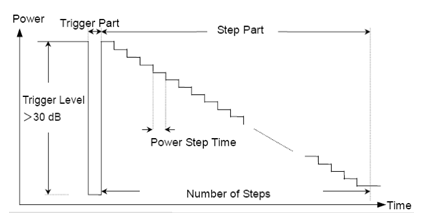 Power
Trigger Part
Step Part
Trigger Level
＞30 dB
Power Step Time
Number of Steps
Time